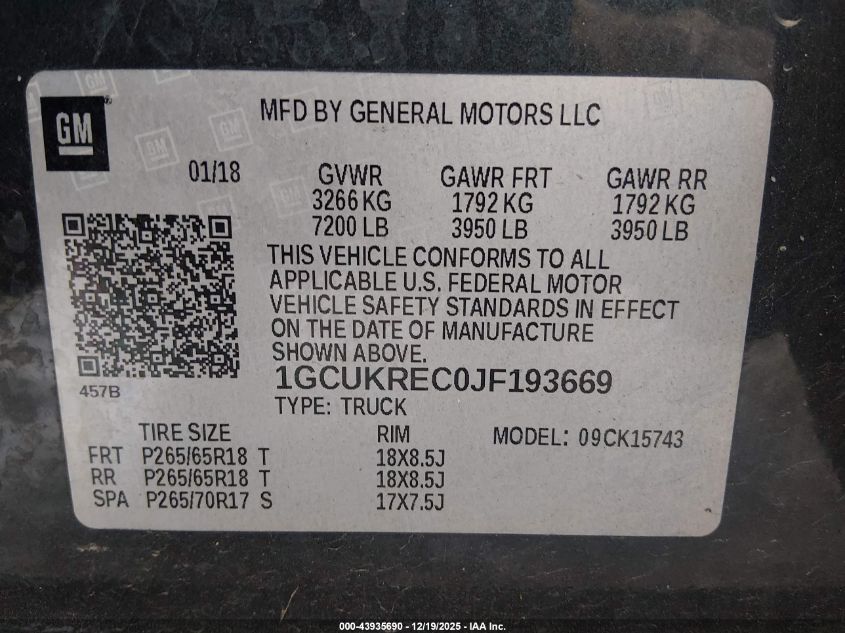 GM
MFD BY GENERAL MOTORS LLC
01/18
GVWR GAWR FRT GAWR RR
3266 KG 1792 KG 1792 KG
7200 LB 3950 LB 3950 LB
THIS VEHICLE CONFORMS TO ALL
APPLICABLE U.S. FEDERAL MOTOR
VEHICLE SAFETY STANDARDS IN EFFECT
ON THE DATE OF MANUFACTURE
SHOWN ABOVE.
457B
1GCUKREC0JF193669
TYPE: TRUCK
TIRE SIZE RIM MODEL: 09CK15743
FRT P265/65R18 T 18X8.5J
RR P265/65R18 T 18X8.5J
SPA P265/70R17 S 17X7.5J
000-43935690 - 12/19/2025 - IAA Inc.